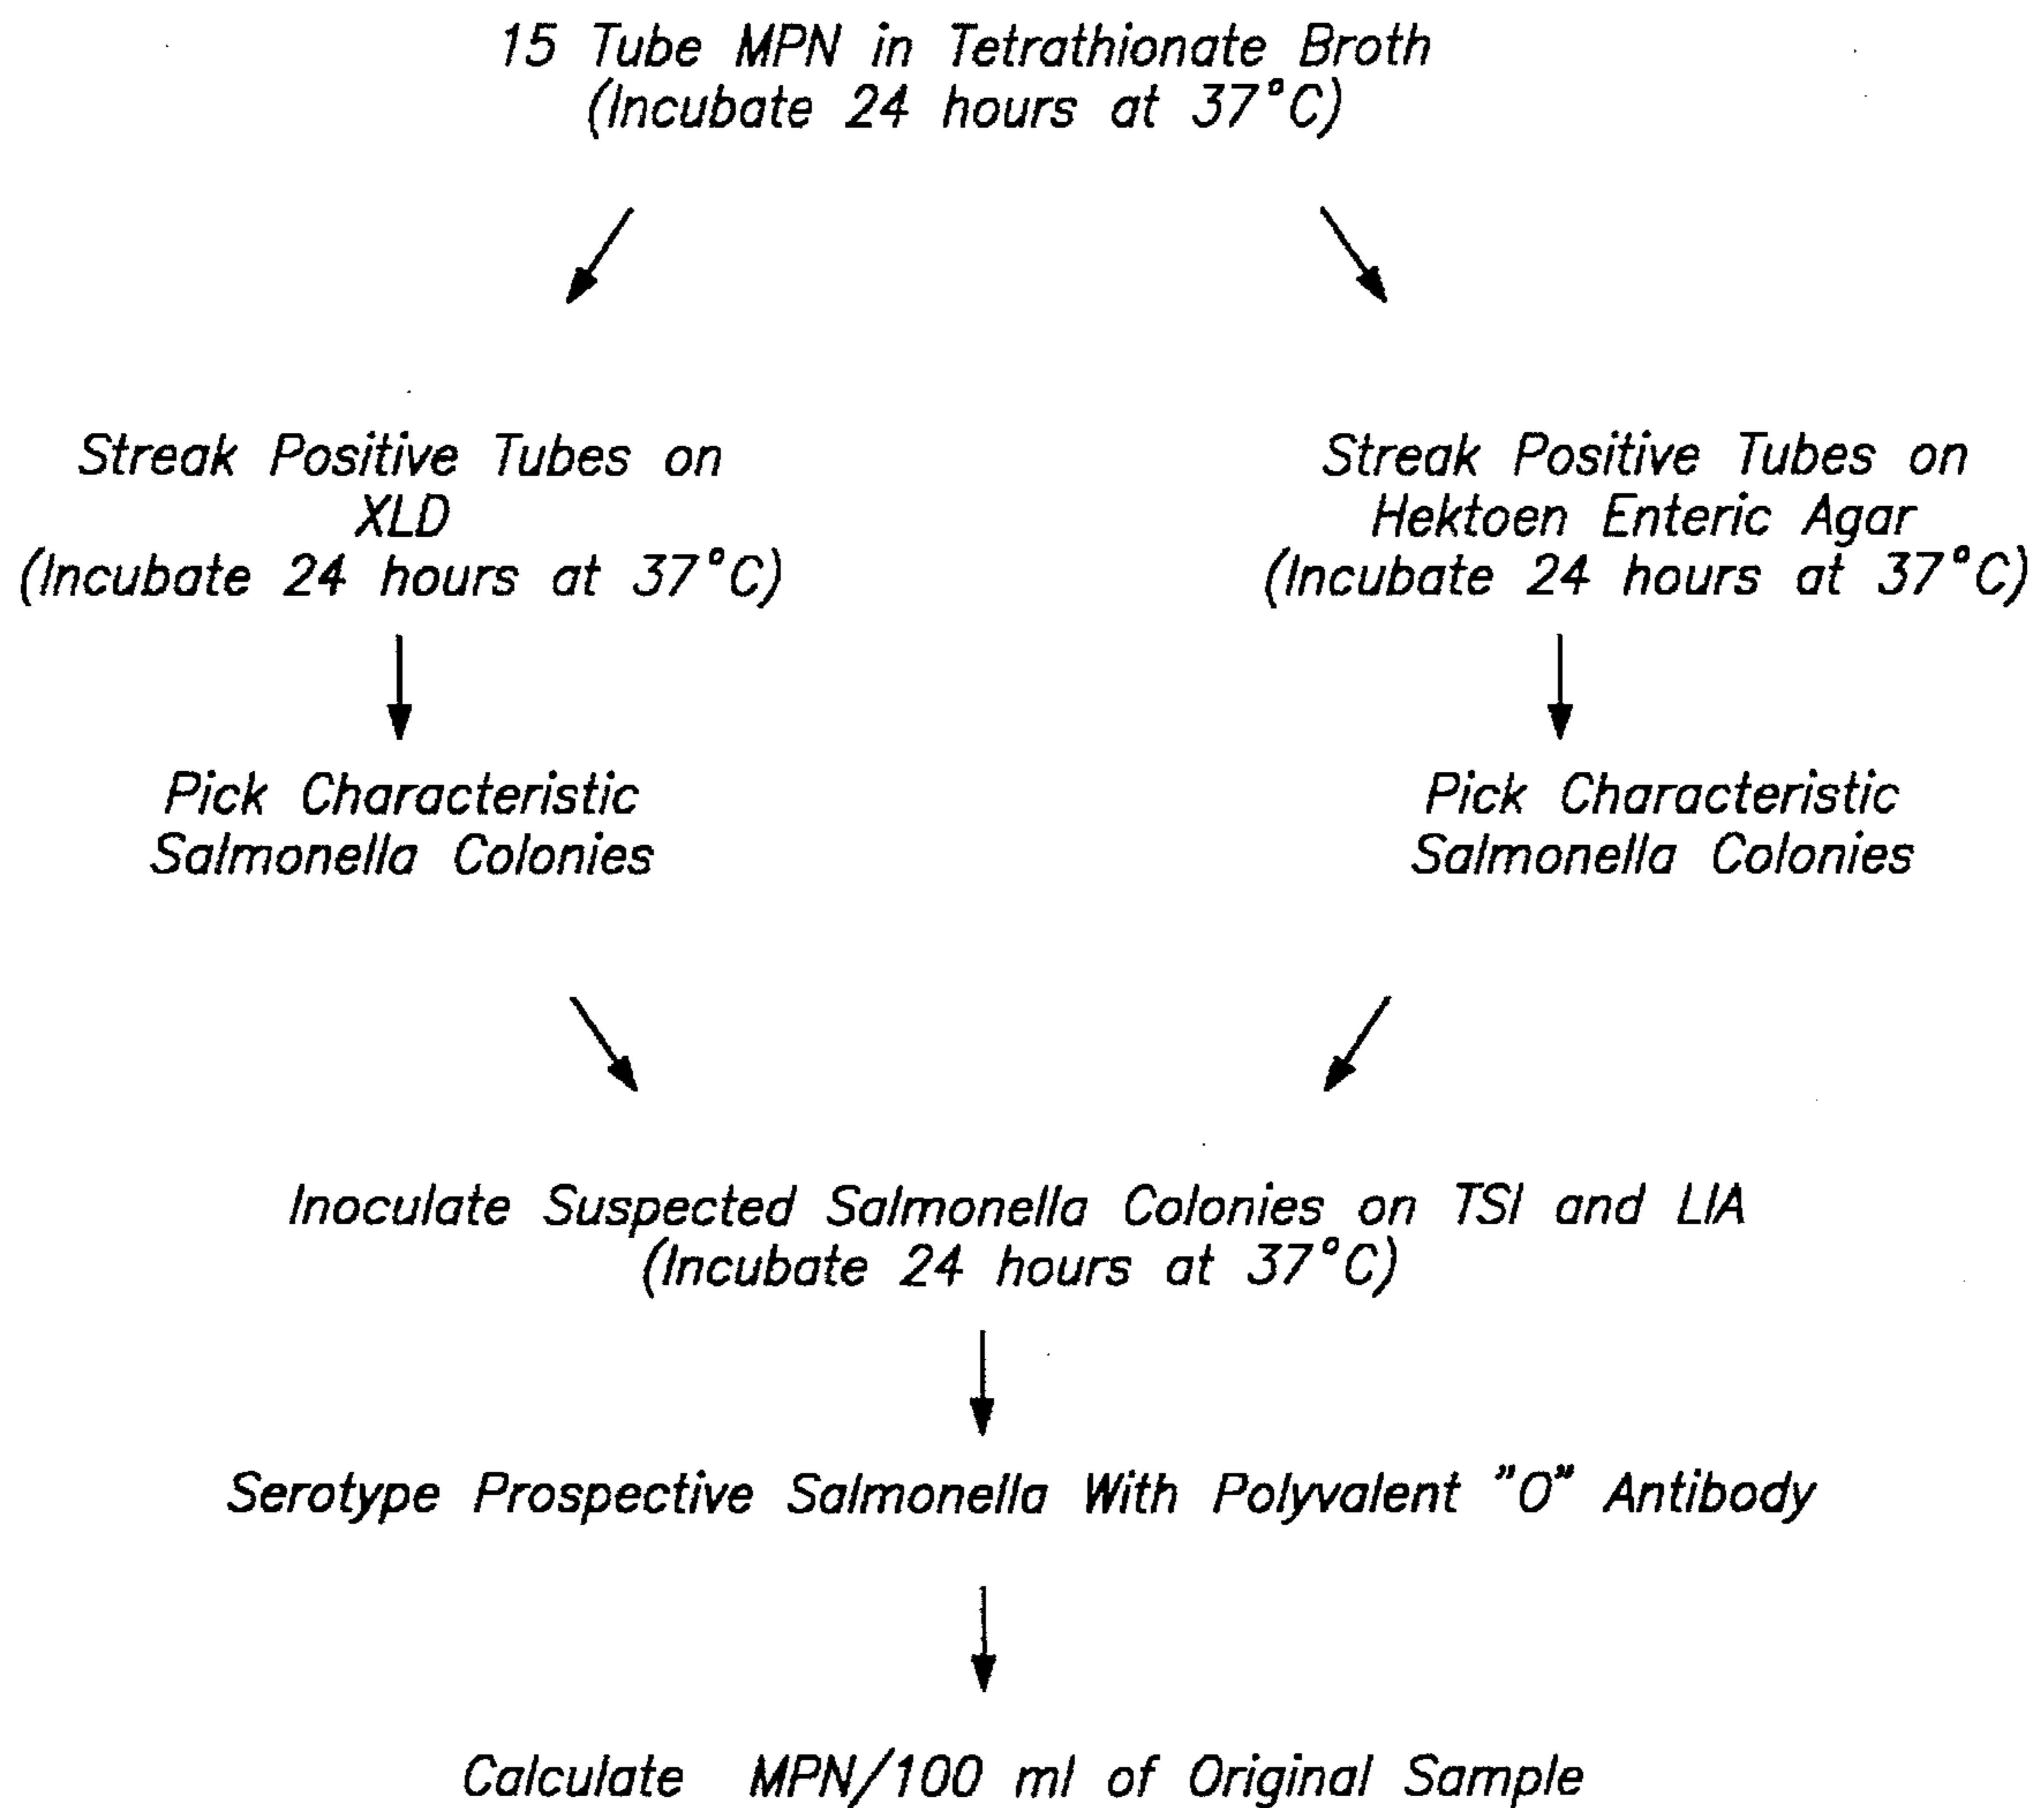 15 Tube MPN in Tetrathionate Broth
(Incubate 24 hours at 37°C)
Streak Positive Tubes on
XLD
(Incubate 24 hours at 37°C)
Streak Positive Tubes on
Hektoen Enteric Agar
(Incubate 24 hours at 37°C)
Pick Characteristic
Salmonella Colonies
Pick Characteristic
Salmonella Colonies
Inoculate Suspected Salmonella Colonies on TSI and LIA
(Incubate 24 hours at 37°C)
Serotype Prospective Salmonella With Polyvalent "O" Antibody
Calculate MPN/100 ml of Original Sample